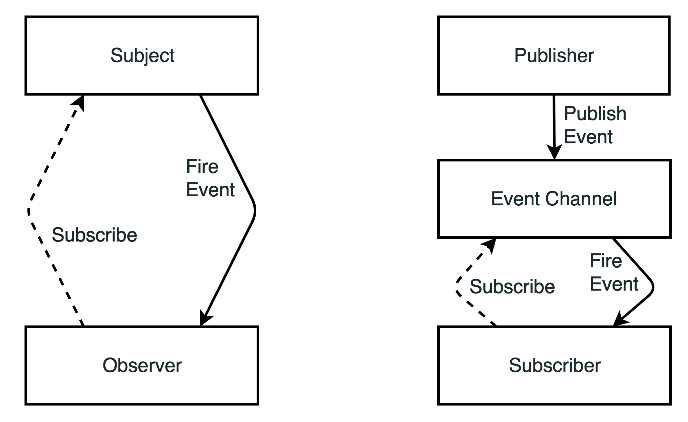 Subject
Fire
Event
Subscribe
Observer
Publisher
Publish
Event
Event Channel
Fire
Event
Subscribe
Subscriber